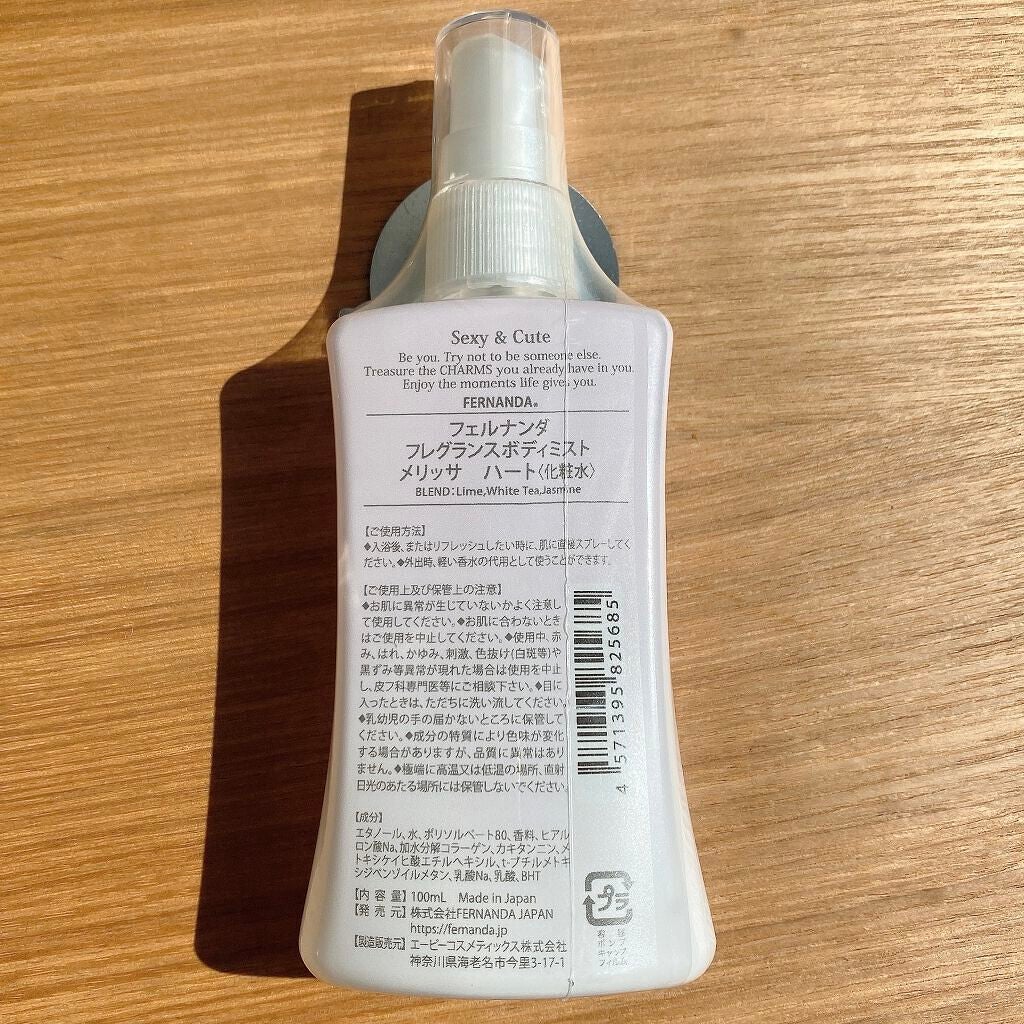 Sexy & Cute
Be you. Try not to be someone else.
Treasure the CHARMS you already have in you.
Enjoy the moments life gives you.
FERNANDA®
フェルナンダ
フレグランスボディミスト
メリッサ ハート〈化粧水〉
BLEND:Lime,White Tea,Jasmine
【ご使用方法】
◆入浴後、またはリフレッシュしたい時に、肌に直接スプレーしてく
ださい。◆外出時、軽い香水の代用として使うことができます。
【ご使用上及び保管上の注意】
◆お肌に異常が生じていないかよく注意し
て使用してください。◆お肌に合わないとき
はご使用を中止してください。◆使用中、赤
み、はれ、かゆみ、刺激、色抜け(白斑等)や
黒ずみ等異常が現れた場合は使用を中止
し、皮フ科専門医等にご相談下さい。◆目に
入ったときは、ただちに洗い流してください。
◆乳幼児の手の届かないところに保管して
ください。◆成分の特質により色味が変化
する場合がありますが、品質に異常はあり
ません。◆極端に高温又は低温の場所、直射
日光のあたる場所には保管しないでください。
4 571395 825685
【成分】
エタノール、水、ポリソルベート80、香料、ヒアル
ロン酸Na、加水分解コラーゲン、カキタンニン、メ
トキシケイヒ酸エチルヘキシル、t-ブチルメトキ
シジベンゾイルメタン、乳酸Na、乳酸、BHT
【内 容 量】100mL Made in Japan
【発 売 元】株式会社FERNANDA JAPAN
https://fernanda.jp
【製造販売元】エーピーコスメティックス株式会社
神奈川県海老名市今里3-17-1
プラ
容器
ポンプ
キャップ
フィルム